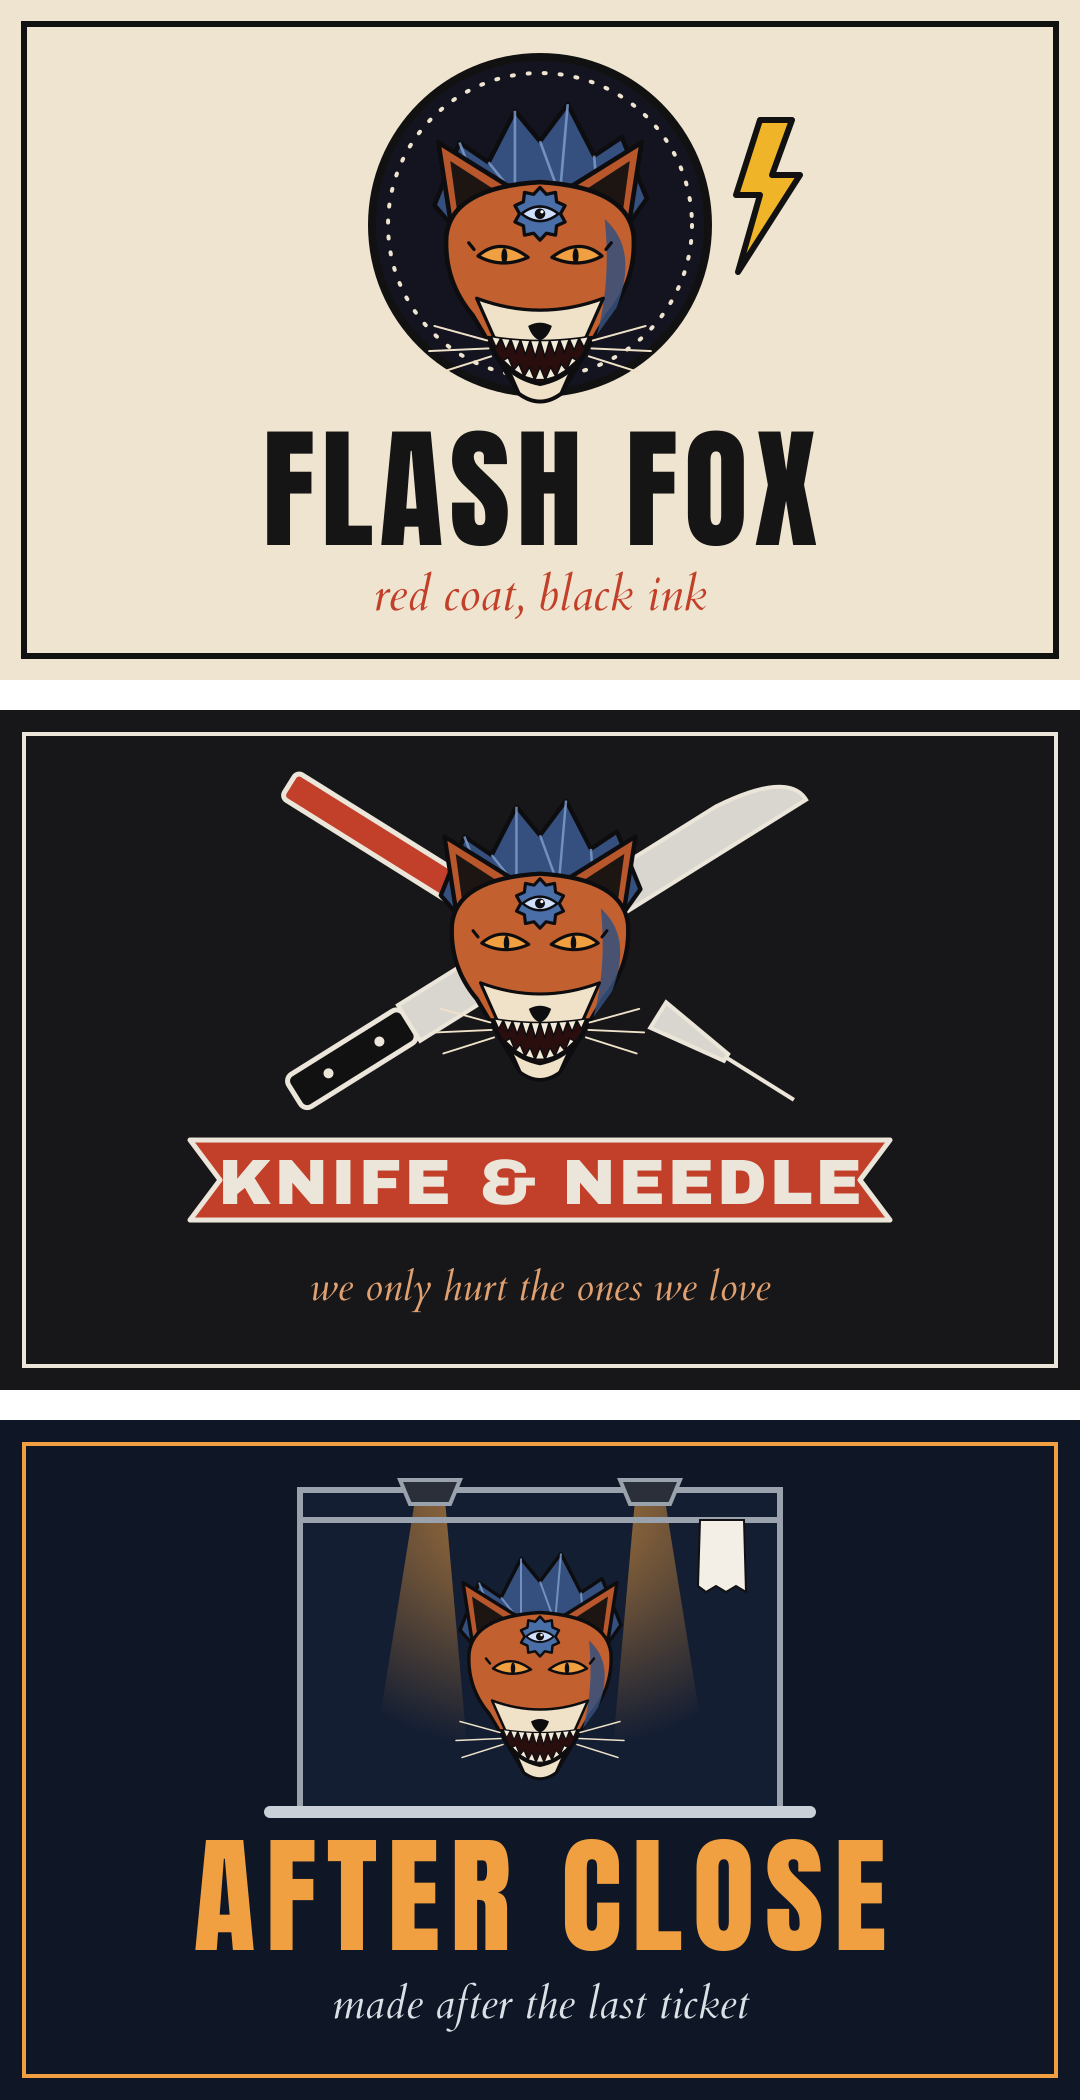 FLASH FOX
red coat, black ink
KNIFE & NEEDLE
we only hurt the ones we love
AFTER CLOSE
made after the last ticket